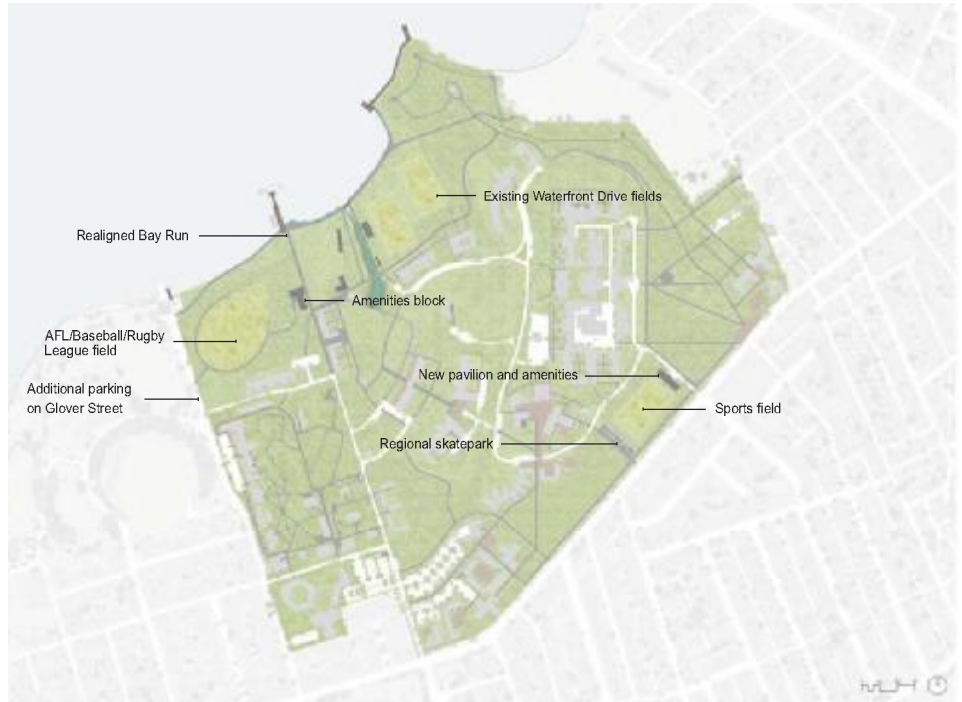 Existing Waterfront Drive fields
Realigned Bay Run
Amenities block
AFL/Baseball/Rugby
League field
New pavilion and amenities
Additional parking
on Glover Street
Sports field
Regional skatepark